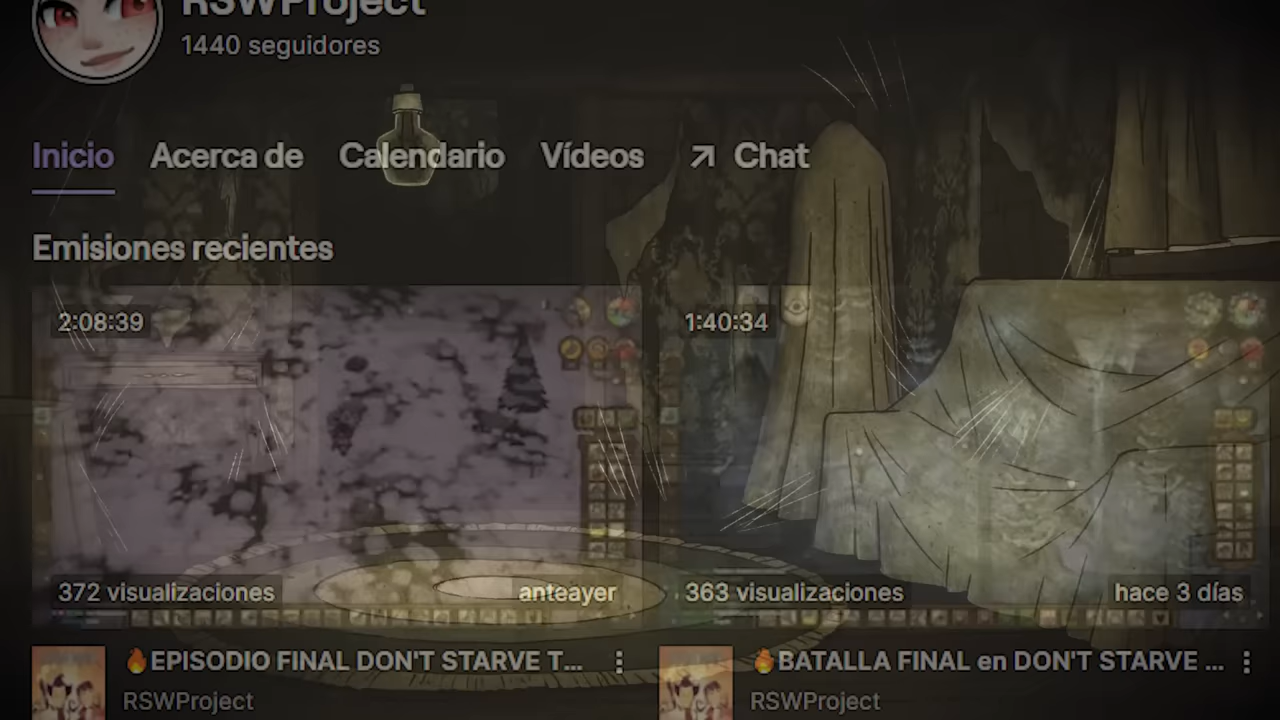 RSWProject
1440 seguidores
Inicio Acerca de Calendario Vídeos Chat
Emisiones recientes
2:08:39 1:40:34
372 visualizaciones anteayer 363 visualizaciones hace 3 días
🔥EPISODIO FINAL DON'T STARVE T... 🔥BATALLA FINAL en DON'T STARVE ...
RSWProject RSWProject